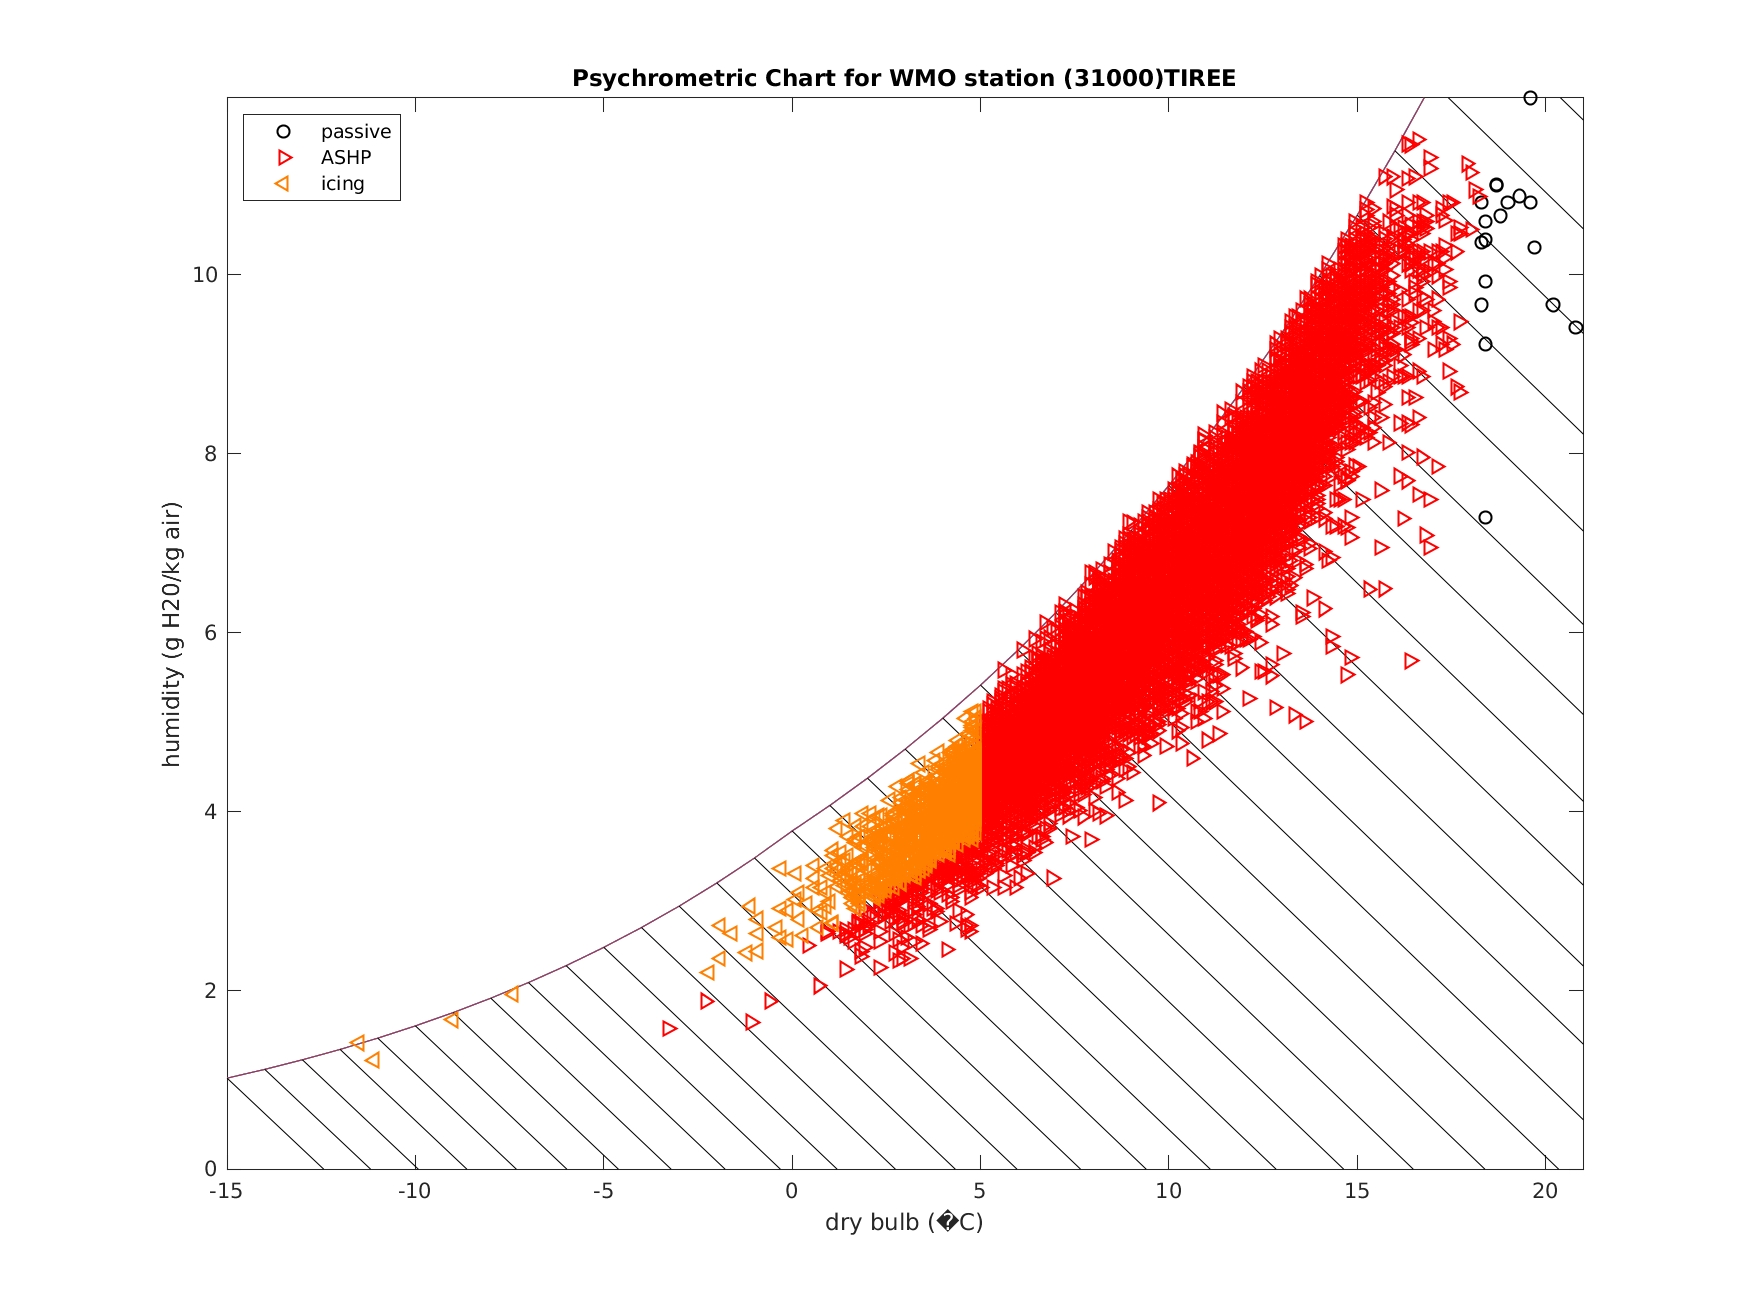 Psychrometric Chart for WMO station (31000)TIREE
passive
ASHP
icing
humidity (g H20/kg air)
10
8
6
4
2
0
-15 -10 -5 0 5 10 15 20
dry bulb (�C)